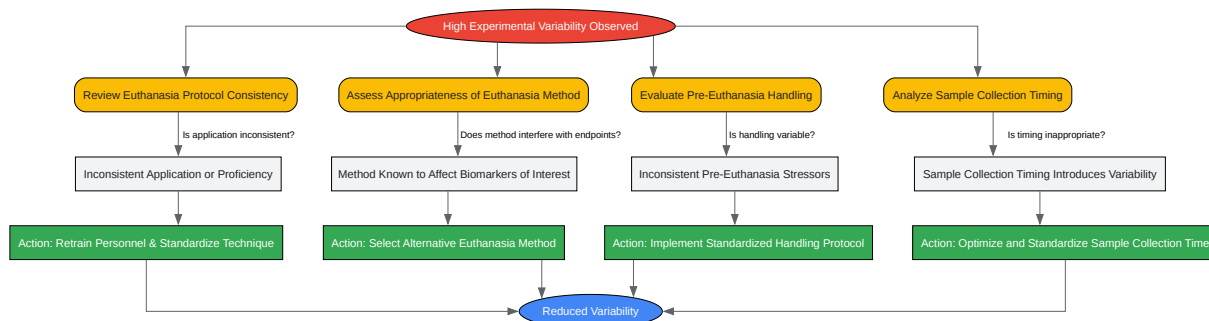 High Experimental Variability Observed
Review Euthanasia Protocol Consistency
Assess Appropriateness of Euthanasia Method
Evaluate Pre-Euthanasia Handling
Analyze Sample Collection Timing
Is application inconsistent?
Does method interfere with endpoints?
Is handling variable?
Is timing inappropriate?
Inconsistent Application or Proficiency
Method Known to Affect Biomarkers of Interest
Inconsistent Pre-Euthanasia Stressors
Sample Collection Timing Introduces Variability
Action: Retrain Personnel & Standardize Technique
Action: Select Alternative Euthanasia Method
Action: Implement Standardized Handling Protocol
Action: Optimize and Standardize Sample Collection Time
Reduced Variability